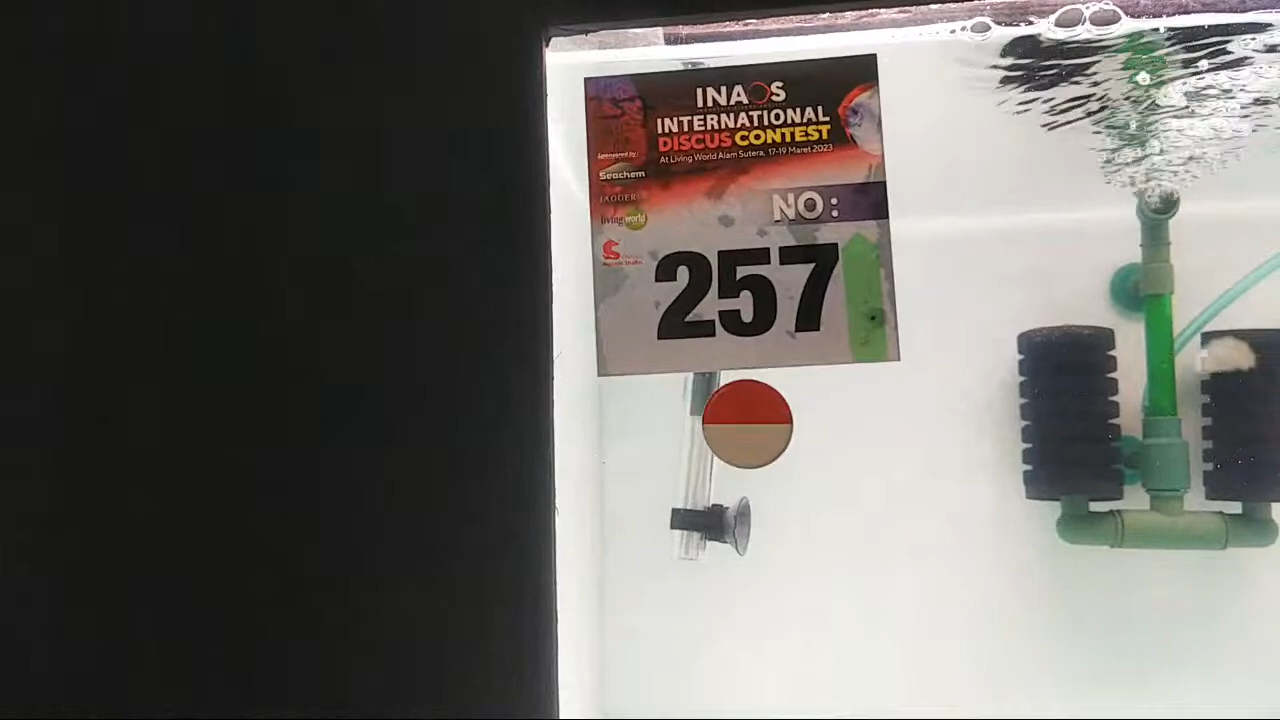 INAOS
INTERNATIONAL
DISCUS CONTEST
At Living World Alam Sutera, 17-19 Maret 2023
Sponsored by:
Seachem
JAGGER
living world
NO:
257